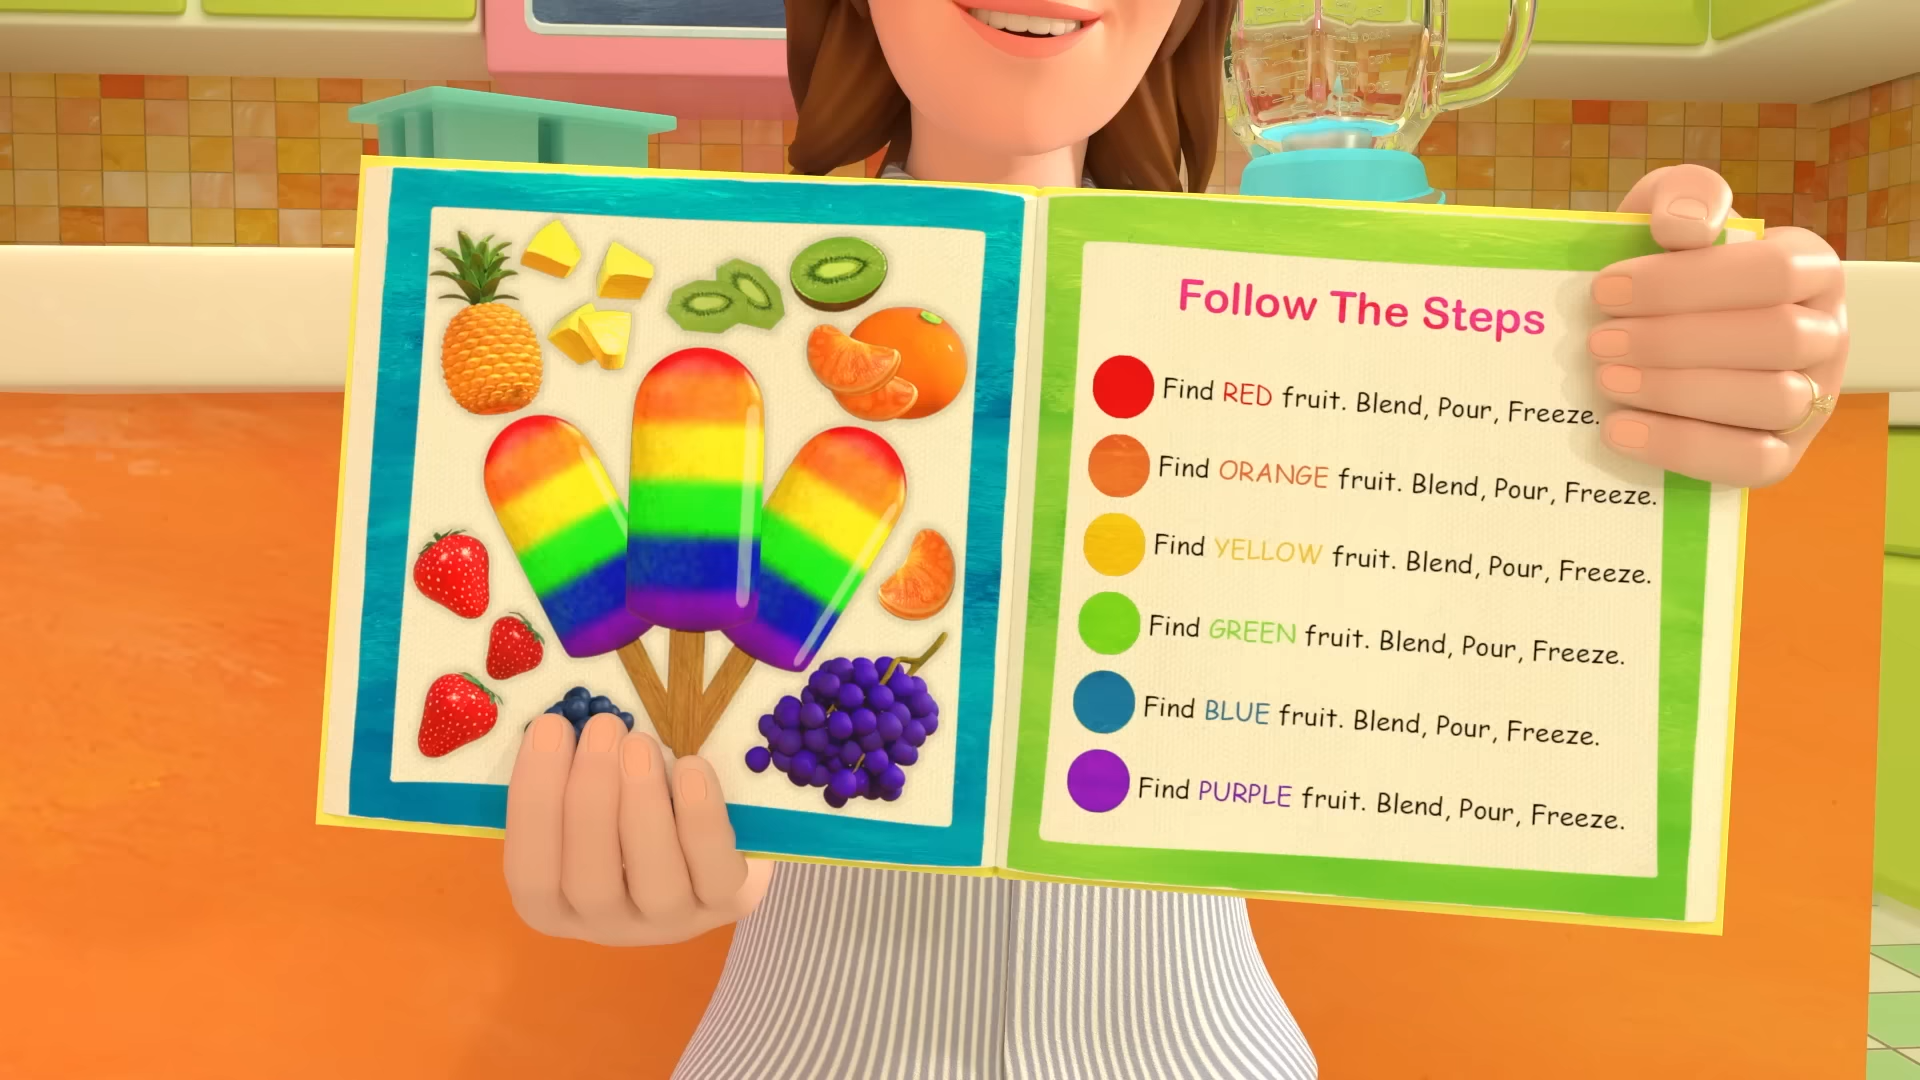 Follow The Steps
Find RED fruit. Blend, Pour, Freeze.
Find ORANGE fruit. Blend, Pour, Freeze.
Find YELLOW fruit. Blend, Pour, Freeze.
Find GREEN fruit. Blend, Pour, Freeze.
Find BLUE fruit. Blend, Pour, Freeze.
Find PURPLE fruit. Blend, Pour, Freeze.